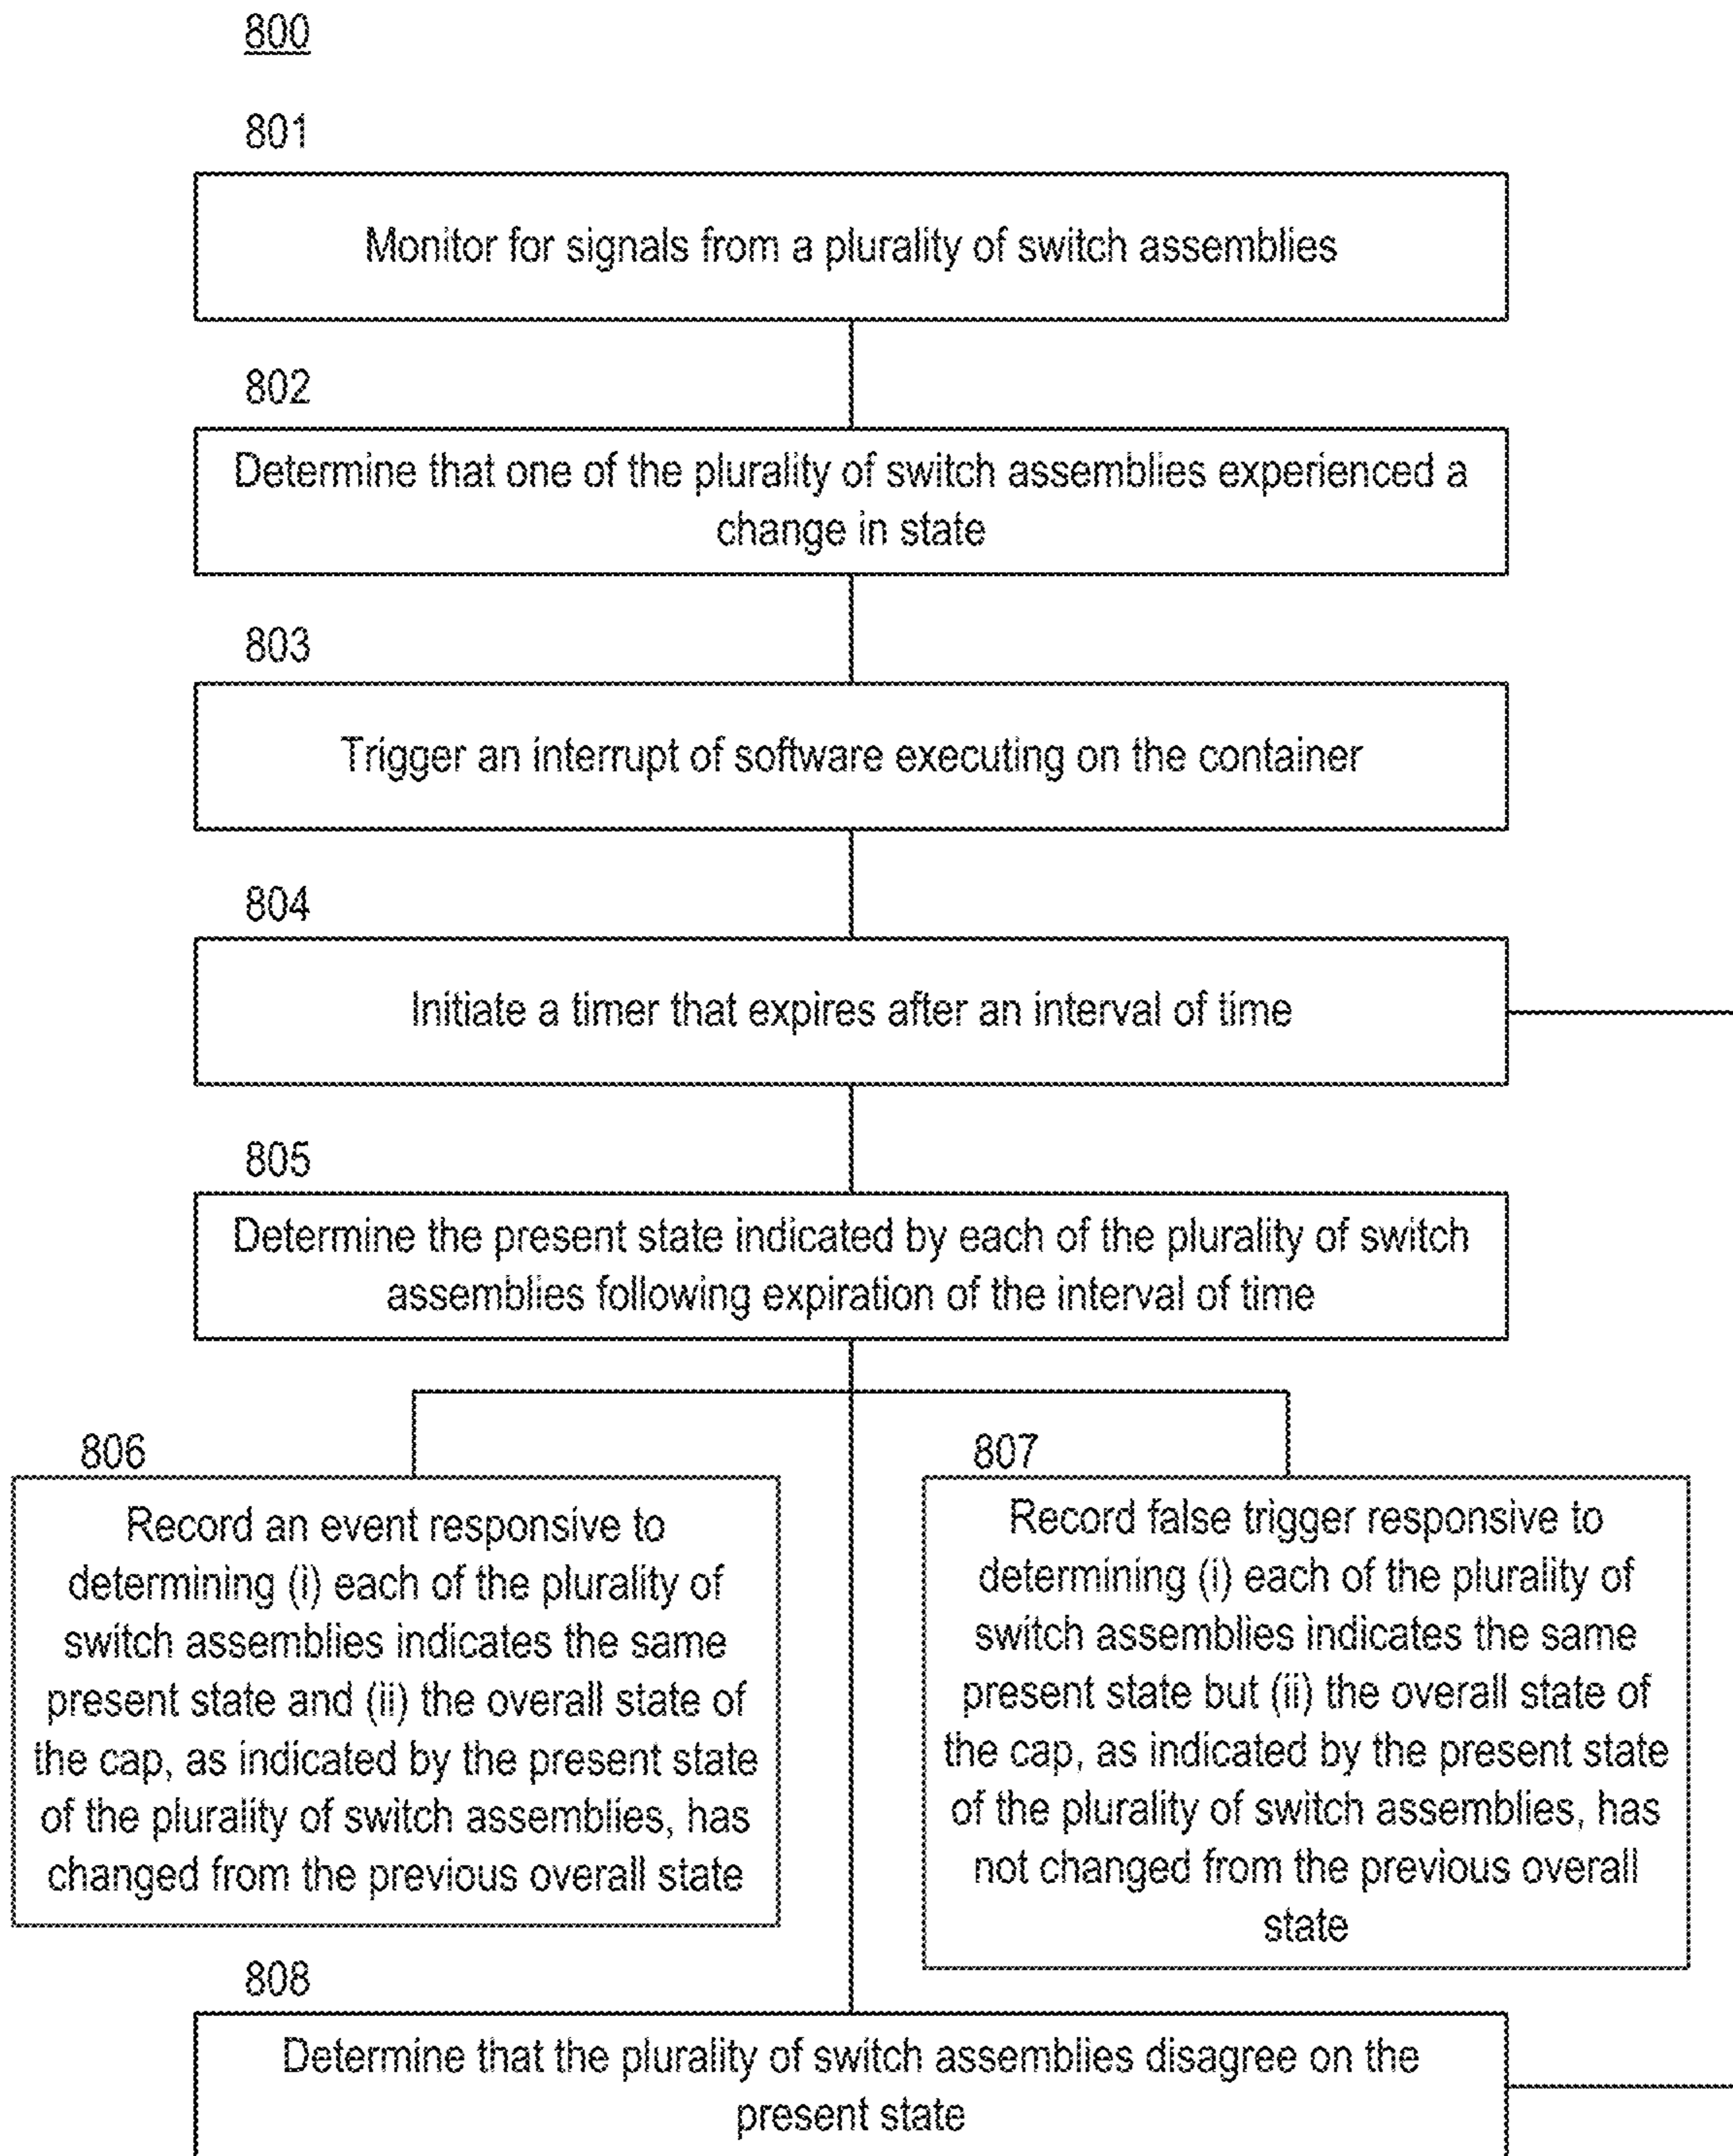 800
801
Monitor for signals from a plurality of switch assemblies
802
Determine that one of the plurality of switch assemblies experienced a
change in state
803
Trigger an interrupt of software executing on the container
804
Initiate a timer that expires after an interval of time
805
Determine the present state indicated by each of the plurality of switch
assemblies following expiration of the interval of time
806
Record an event responsive to
determining (i) each of the plurality of
switch assemblies indicates the same
present state and (ii) the overall state of
the cap, as indicated by the present state
of the plurality of switch assemblies, has
changed from the previous overall state
807
Record false trigger responsive to
determining (i) each of the plurality of
switch assemblies indicates the same
present state but (ii) the overall state of
the cap, as indicated by the present state
of the plurality of switch assemblies, has
not changed from the previous overall
state
808
Determine that the plurality of switch assemblies disagree on the
present state